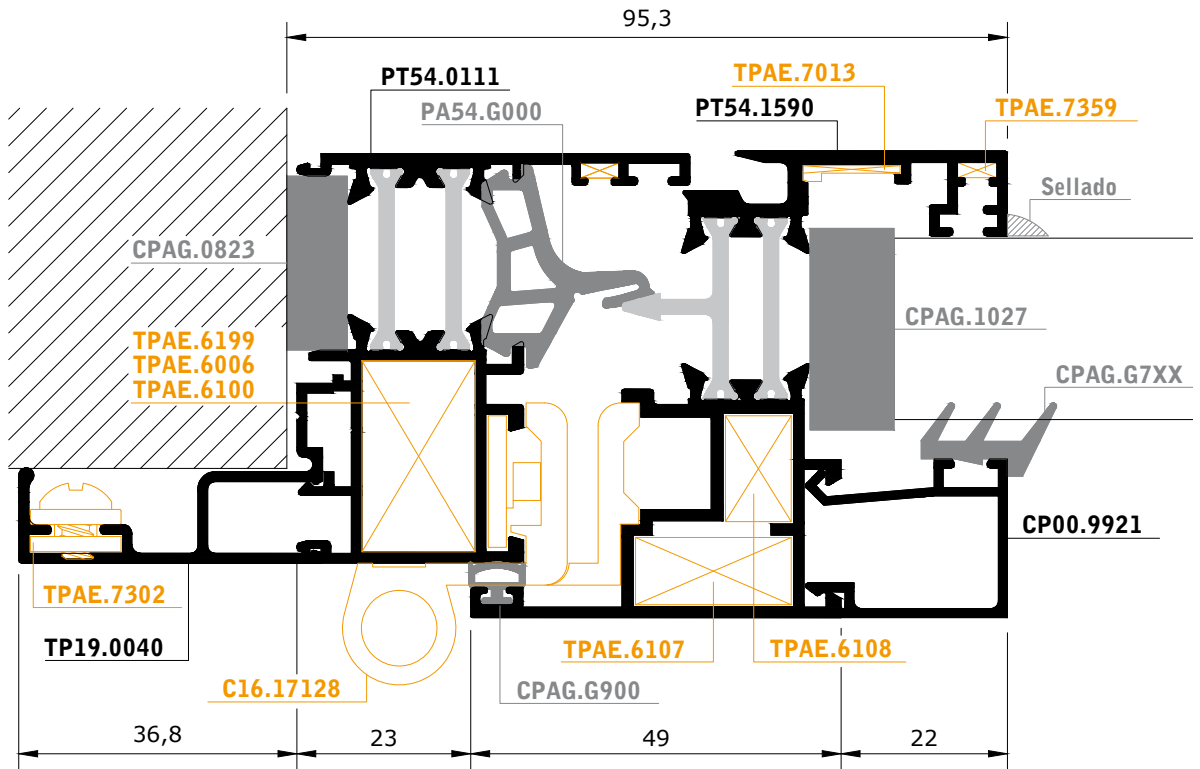 95,3
PT54.0111
TPAE.7013
PA54.G000
PT54.1590
TPAE.7359
Sellado
CPAG.0823
CPAG.1027
TPAE.6199
TPAE.6006
TPAE.6100
CPAG.G7XX
CP00.9921
TPAE.7302
TP19.0040
TPAE.6107
TPAE.6108
C16.17128
CPAG.G900
36,8
23
49
22